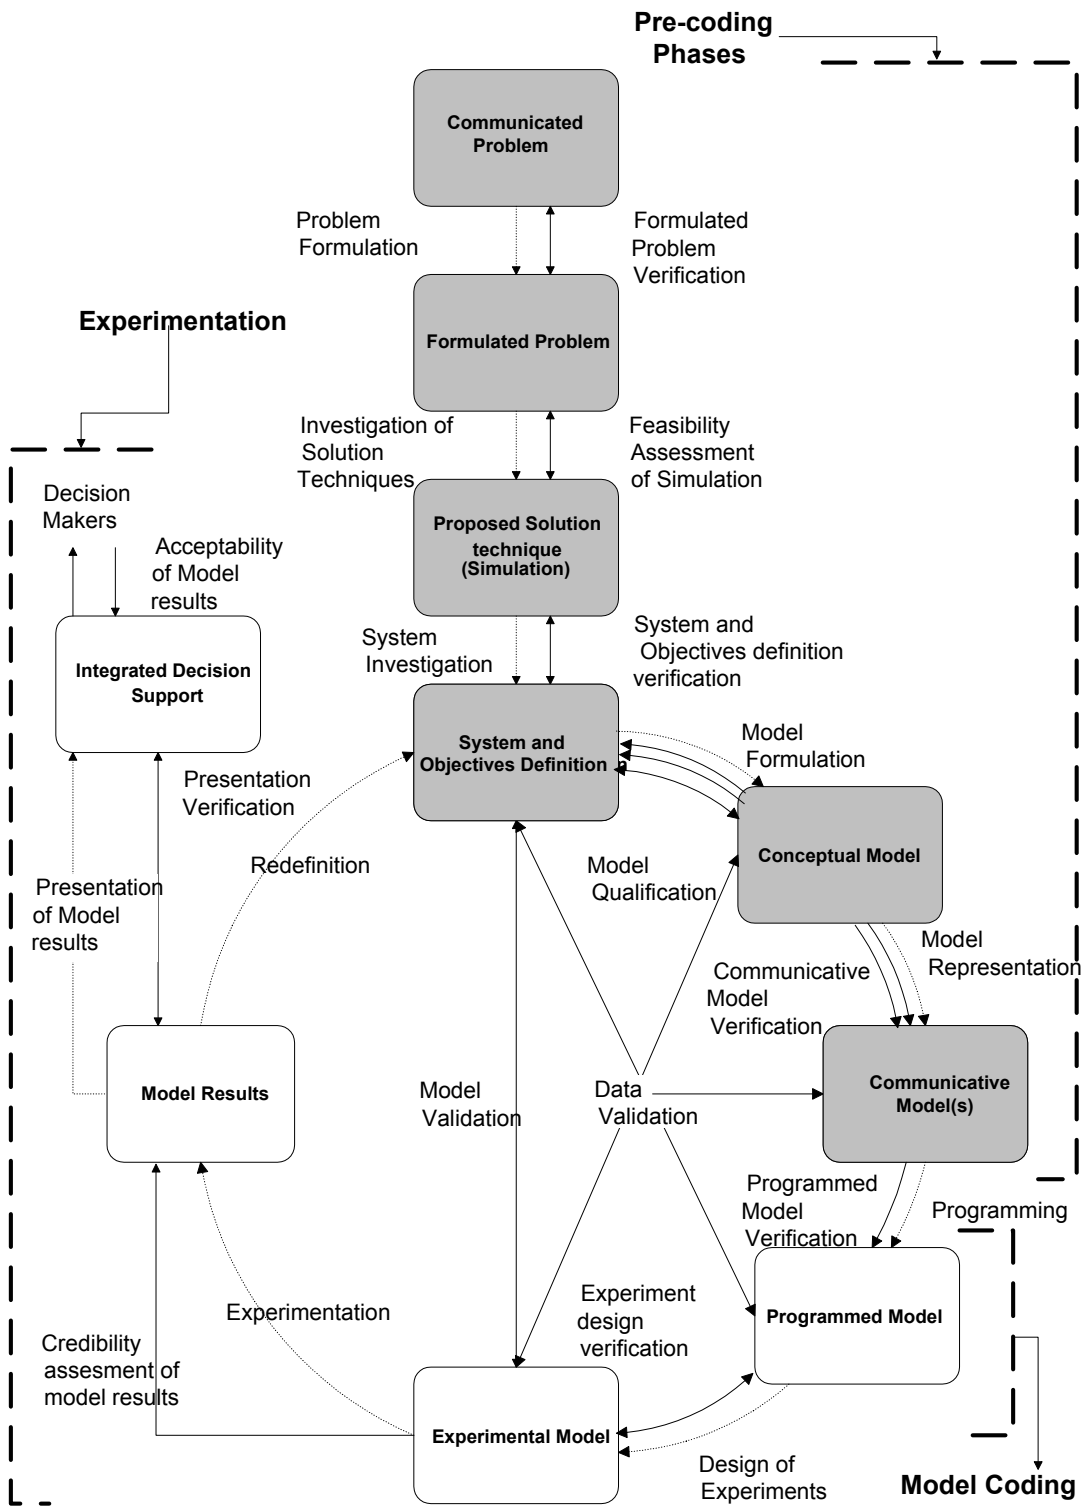 Pre-coding
Phases
Communicated
Problem
Problem
Formulation
Formulated
Problem
Verification
Experimentation
Formulated Problem
Investigation of
Solution
Techniques
Feasibility
Assessment
of Simulation
Decision
Makers
Proposed Solution
technique
(Simulation)
Acceptability
of Model
results
System
Investigation
System and
Objectives definition
verification
Integrated Decision
Support
System and
Objectives Definition n
Model
Formulation
Presentation
Verification
Redefinition
Model
Qualification
Conceptual Model
Presentation
of Model
results
Model
Representation
Communicative
Model
Verification
Model Results
Model
Validation
Data
Validation
Communicative
Model(s)
Programmed
Model
Verification
Programming
Experiment
design
verification
Programmed Model
Experimentation
Credibility
assesment of
model results
Experimental Model
Design of
Experiments
Model Coding